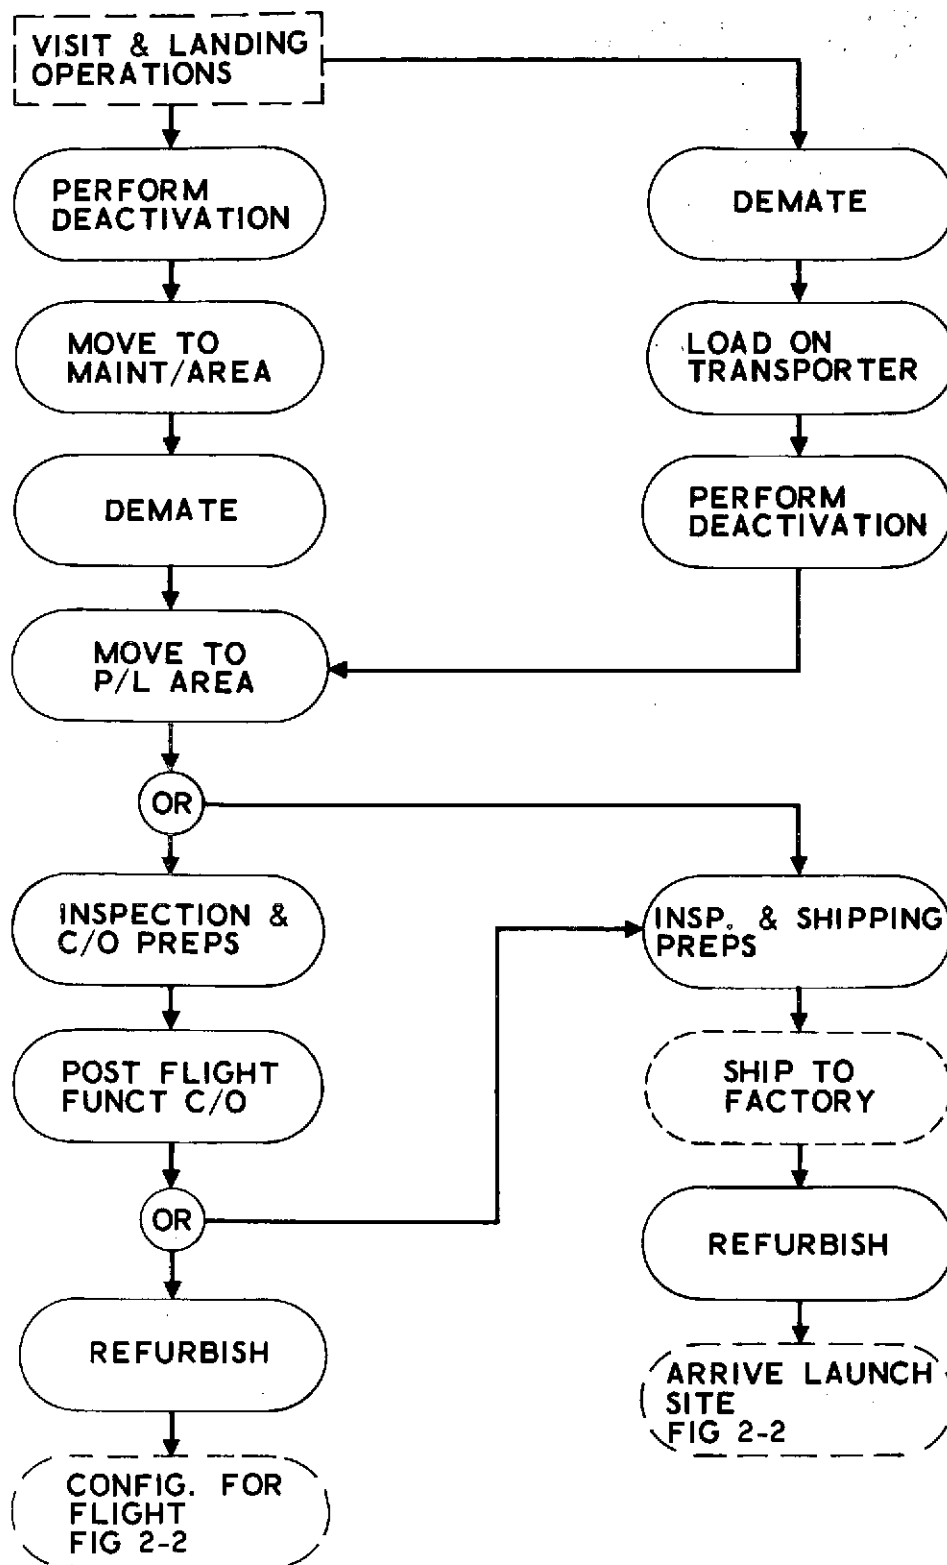 VISIT & LANDING
OPERATIONS
PERFORM
DEACTIVATION
MOVE TO
MAINT/AREA
DEMATE
MOVE TO
P/L AREA
DEMATE
LOAD ON
TRANSPORTER
PERFORM
DEACTIVATION
OR
INSPECTION &
C/O PREPS
POST FLIGHT
FUNCT C/O
OR
REFURBISH
CONFIG. FOR
FLIGHT
FIG 2-2
INSP. & SHIPPING
PREPS
SHIP TO
FACTORY
REFURBISH
ARRIVE LAUNCH
SITE
FIG 2-2